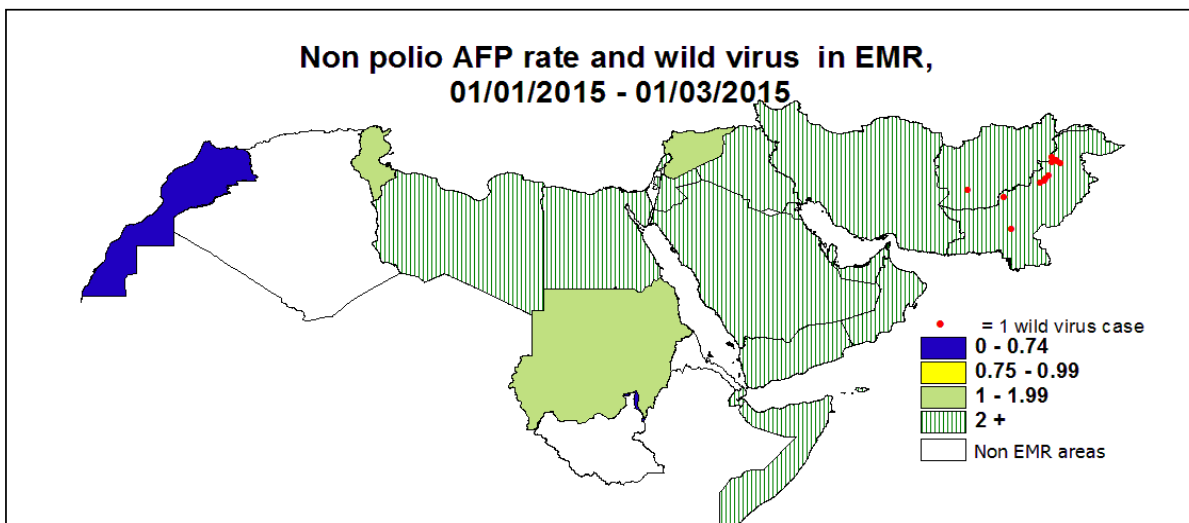 Non polio AFP rate and wild virus in EMR,
01/01/2015 - 01/03/2015
= 1 wild virus case
0 - 0.74
0.75 - 0.99
1 - 1.99
2 +
Non EMR areas